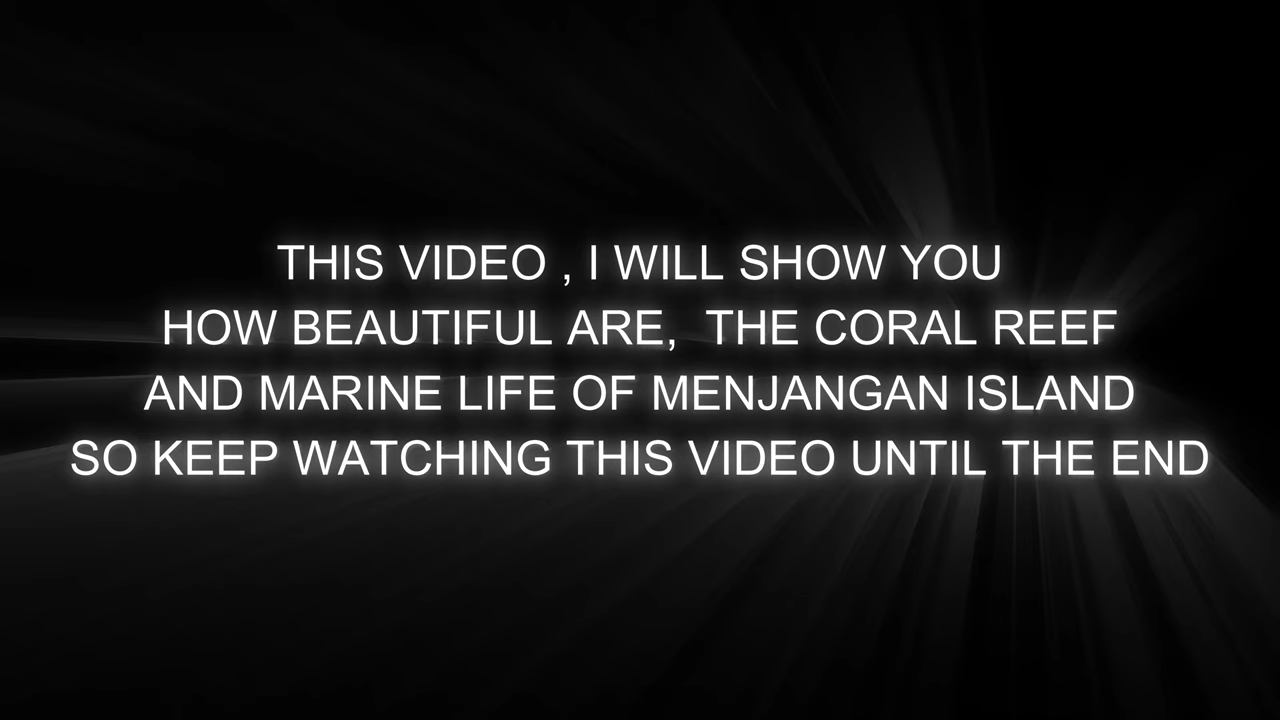 THIS VIDEO , I WILL SHOW YOU
HOW BEAUTIFUL ARE,  THE CORAL REEF
AND MARINE LIFE OF MENJANGAN ISLAND
SO KEEP WATCHING THIS VIDEO UNTIL THE END